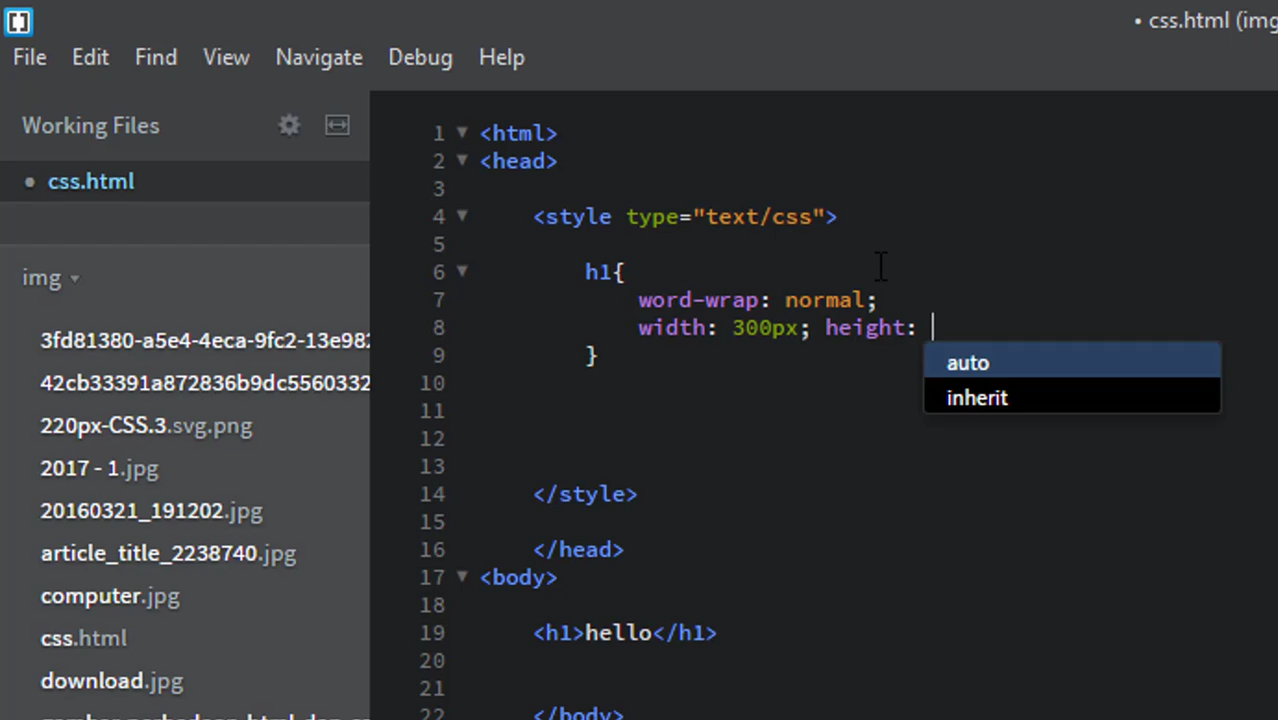 • css.html (img
File Edit Find View Navigate Debug Help
Working Files
• css.html
img
3fd81380-a5e4-4eca-9fc2-13e982
42cb33391a872836b9dc5560332
220px-CSS.3.svg.png
2017 - 1.jpg
20160321_191202.jpg
article_title_2238740.jpg
computer.jpg
css.html
download.jpg
1 <html>
2 <head>
3
4 <style type="text/css">
5
6 h1{
7 word-wrap: normal;
8 width: 300px; height:
auto
inherit
9 }
10
11
12
13
14 </style>
15
16 </head>
17 <body>
18
19 <h1>hello</h1>
20
21
22 </body>